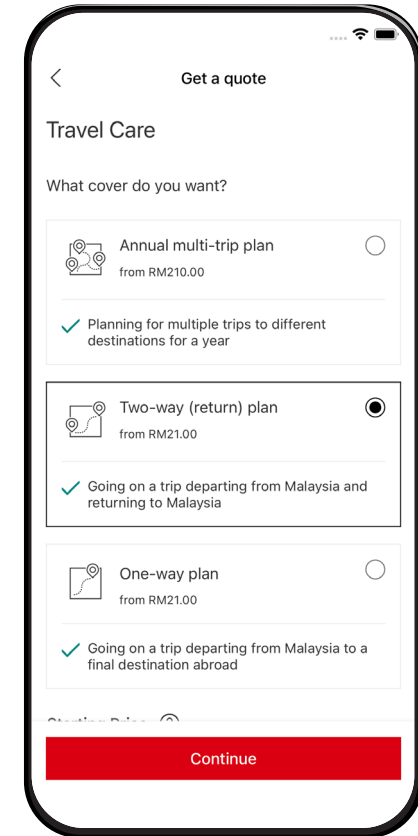 Get a quote
Travel Care
What cover do you want?
Annual multi-trip plan
from RM210.00
Planning for multiple trips to different
destinations for a year
Two-way (return) plan
from RM21.00
Going on a trip departing from Malaysia and
returning to Malaysia
One-way plan
from RM21.00
Going on a trip departing from Malaysia to a
final destination abroad
Continue